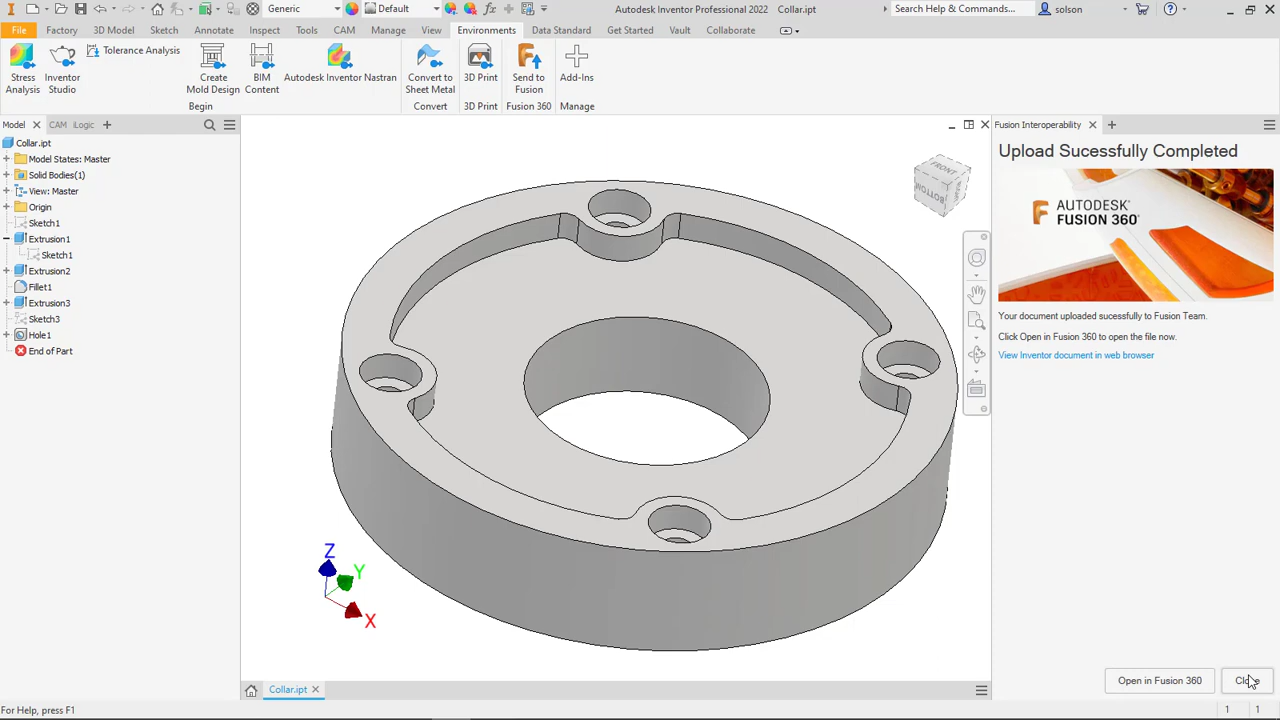 Generic
Default
Autodesk Inventor Professional 2022 Collar.ipt
Search Help & Commands...
solson
File Factory 3D Model Sketch Annotate Inspect Tools CAM Manage View Environments Data Standard Get Started Vault Collaborate
Stress Analysis
Inventor Studio
Tolerance Analysis
Create Mold Design
BIM Content
Autodesk Inventor Nastran
Convert to Sheet Metal
3D Print
Send to Fusion
Add-Ins
Begin
Convert
3D Print
Fusion 360
Manage
Model CAM iLogic
Collar.ipt
Model States: Master
Solid Bodies(1)
View: Master
Origin
Sketch1
Extrusion1
Sketch1
Extrusion2
Fillet1
Extrusion3
Sketch3
Hole1
End of Part
FRONT
BOTTOM
Z
Y
X
Collar.ipt
Fusion Interoperability
Upload Sucessfully Completed
AUTODESK®
FUSION 360®
Your document uploaded sucessfully to Fusion Team.
Click Open in Fusion 360 to open the file now.
View Inventor document in web browser
Open in Fusion 360
For Help, press F1
1 1